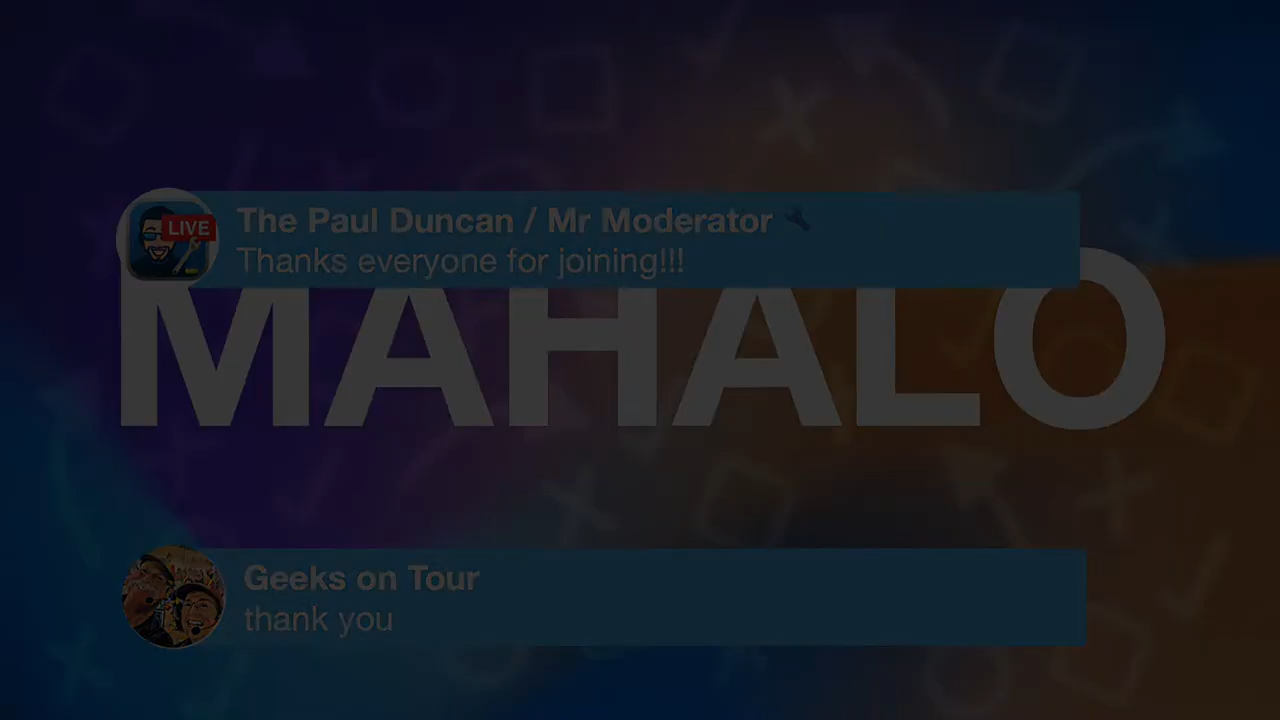 LIVE
The Paul Duncan / Mr Moderator
Thanks everyone for joining!!!
MAHALO
Geeks on Tour
thank you